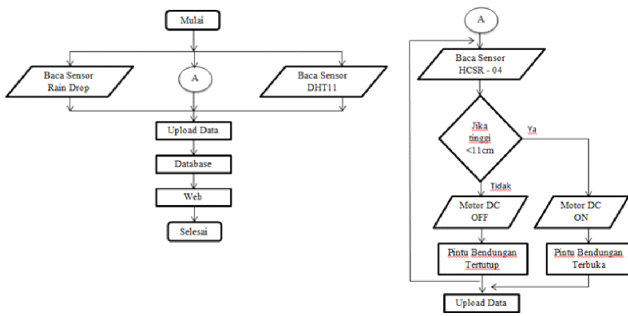 Mulai
Baca Sensor
Rain Drop
A
Baca Sensor
DHT11
Upload Data
Database
Web
Selesai
A
Baca Sensor
HCSR - 04
Jika
tinggi
<11cm
Ya
Tidak
Motor DC
OFF
Motor DC
ON
Pintu Bendungan
Tertutup
Pintu Bendungan
Terbuka
Upload Data